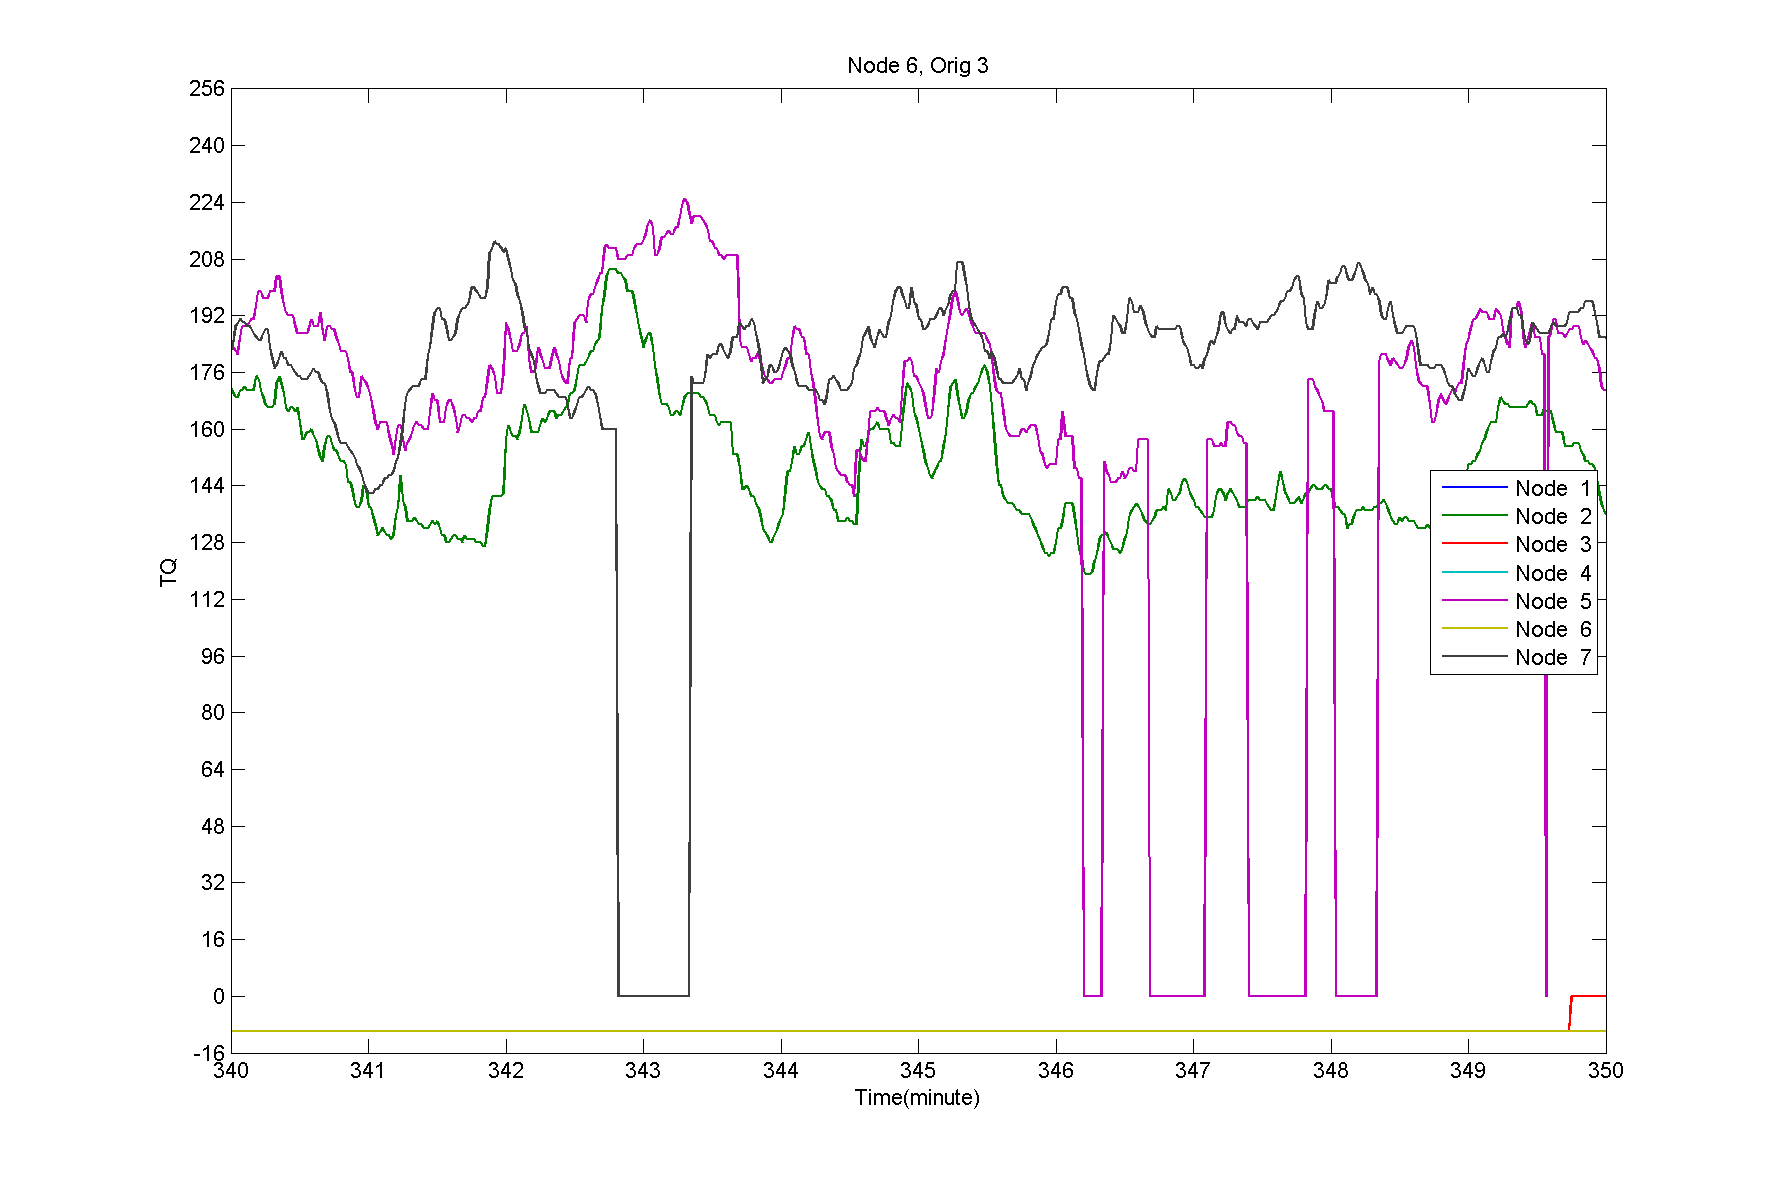 Node 6, Orig 3
256
240
224
208
192
176
160
144
128
112
96
80
64
48
32
16
0
-16
TQ
Node 1
Node 2
Node 3
Node 4
Node 5
Node 6
Node 7
340 341 342 343 344 345 346 347 348 349 350
Time(minute)